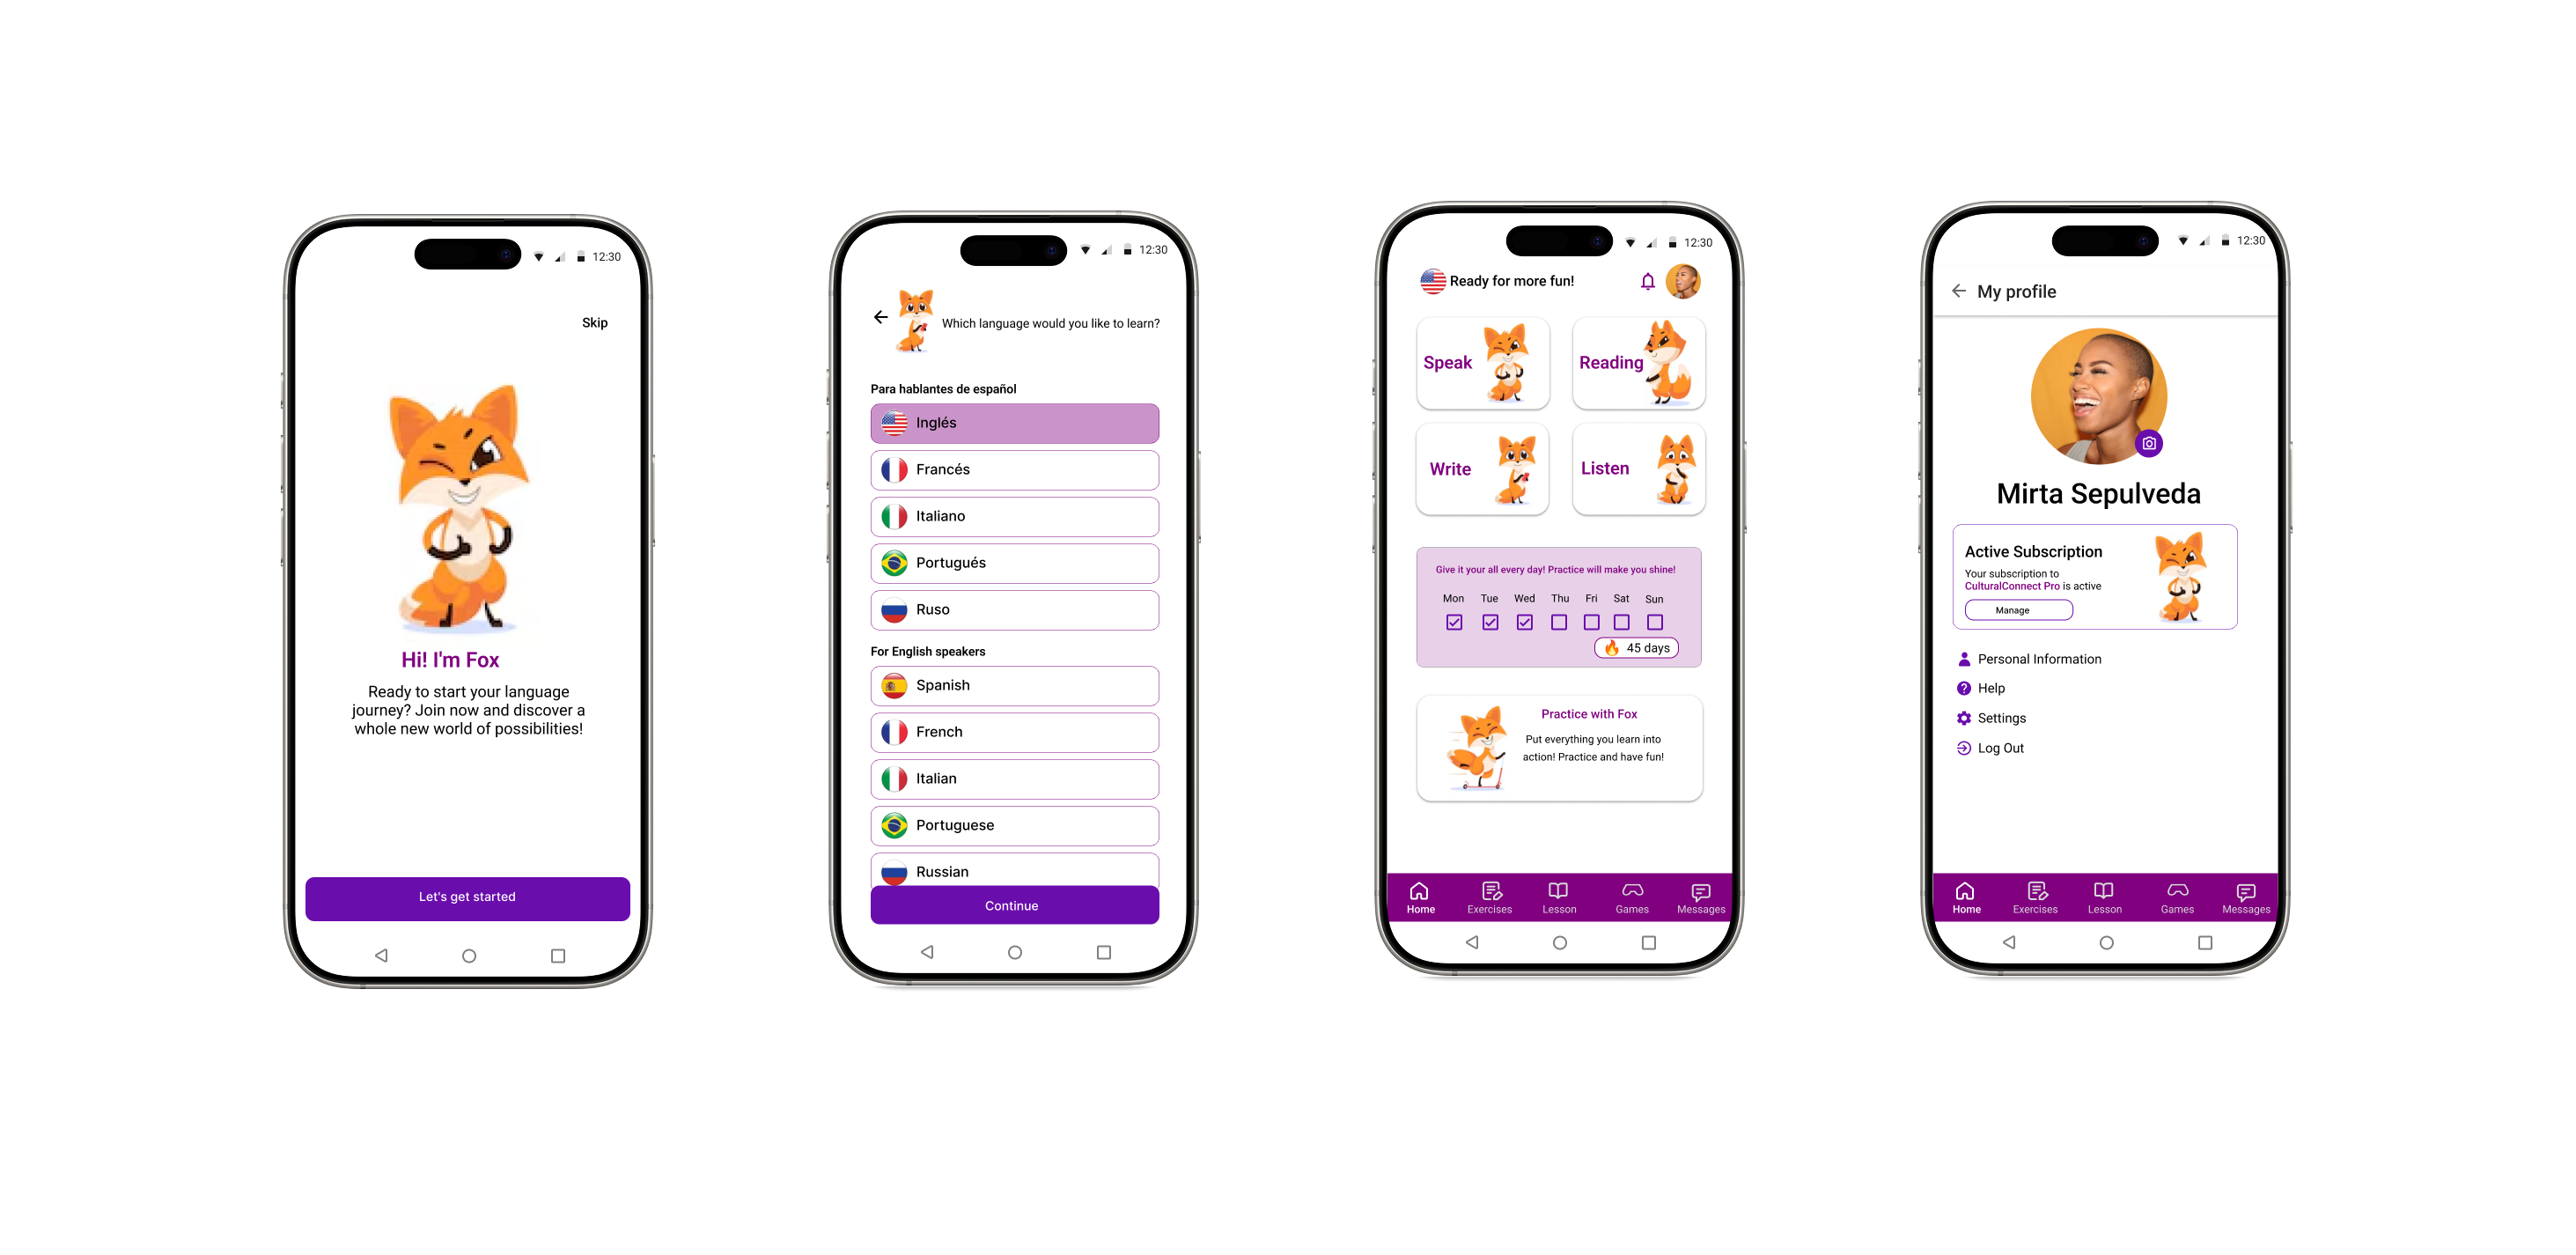 12:30
Skip
Hi! I'm Fox
Ready to start your language
journey? Join now and discover a
whole new world of possibilities!
Let's get started
12:30
Which language would you like to learn?
Para hablantes de español
Inglés
Francés
Italiano
Portugués
Ruso
For English speakers
Spanish
French
Italian
Portuguese
Russian
Continue
12:30
Ready for more fun!
Speak
Reading
Write
Listen
Give it your all every day! Practice will make you shine!
Mon Tue Wed Thu Fri Sat Sun
45 days
Practice with Fox
Put everything you learn into
action! Practice and have fun!
Home Exercises Lesson Games Messages
12:30
My profile
Mirta Sepulveda
Active Subscription
Your subscription to
CulturalConnect Pro is active
Manage
Personal Information
Help
Settings
Log Out
Home Exercises Lesson Games Messages